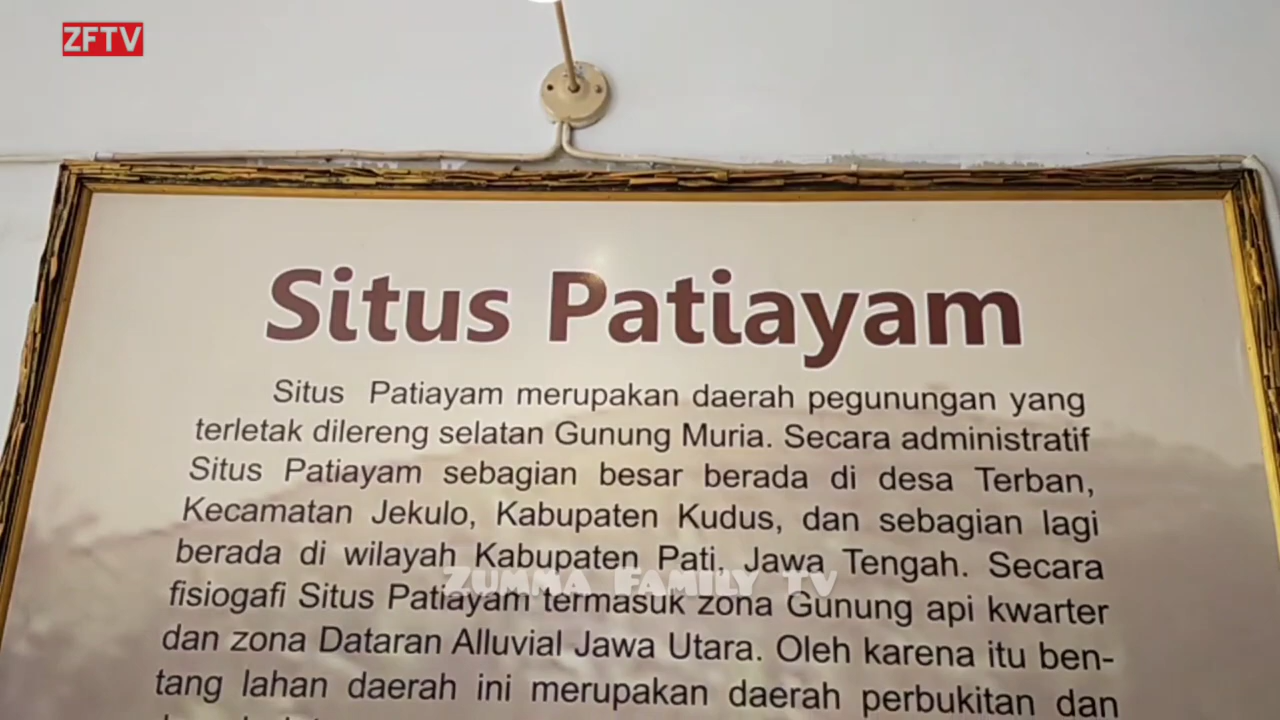 ZFTV
Situs Patiayam
Situs Patiayam merupakan daerah pegunungan yang
terletak dilereng selatan Gunung Muria. Secara administratif
Situs Patiayam sebagian besar berada di desa Terban,
Kecamatan Jekulo, Kabupaten Kudus, dan sebagian lagi
berada di wilayah Kabupaten Pati, Jawa Tengah. Secara
fisiogafi Situs Patiayam termasuk zona Gunung api kwarter
dan zona Dataran Alluvial Jawa Utara. Oleh karena itu ben-
tang lahan daerah ini merupakan daerah perbukitan dan
Zumma Family TV